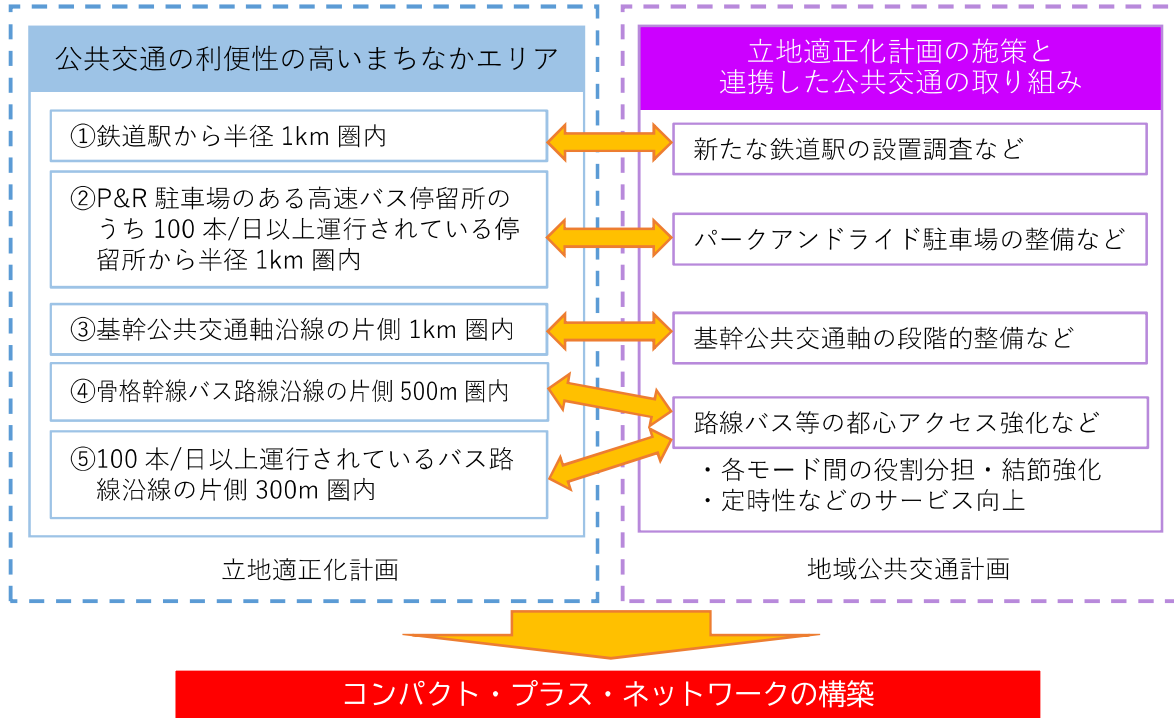 公共交通の利便性の高いまちなかエリア
①鉄道駅から半径 1km 圏内
②P&R 駐車場のある高速バス停留所の
うち 100 本/日以上運行されている停
留所から半径 1km 圏内
③基幹公共交通軸沿線の片側 1km 圏内
④骨格幹線バス路線沿線の片側 500m 圏内
⑤100 本/日以上運行されているバス路
線沿線の片側 300m 圏内
立地適正化計画
立地適正化計画の施策と
連携した公共交通の取り組み
新たな鉄道駅の設置調査など
パークアンドライド駐車場の整備など
基幹公共交通軸の段階的整備など
路線バス等の都心アクセス強化など
・各モード間の役割分担・結節強化
・定時性などのサービス向上
地域公共交通計画
コンパクト・プラス・ネットワークの構築